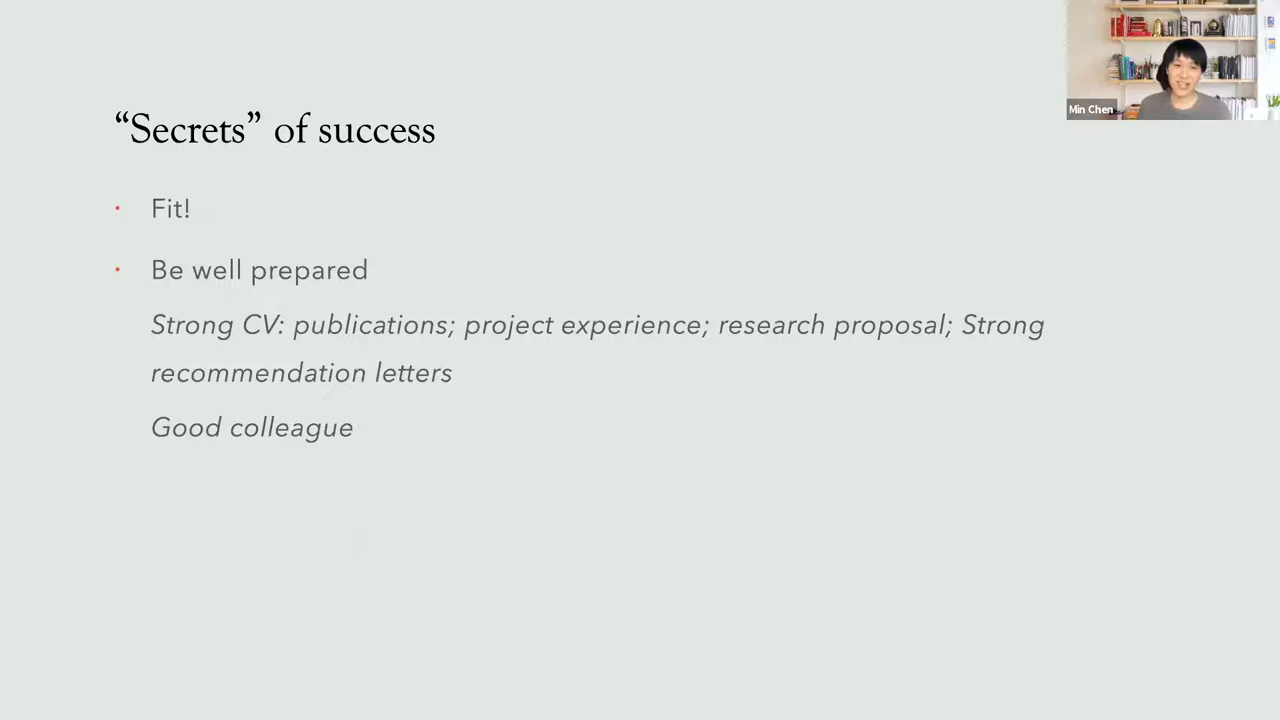 “Secrets” of success
• Fit!
• Be well prepared
Strong CV: publications; project experience; research proposal; Strong
recommendation letters
Good colleague
Min Chen